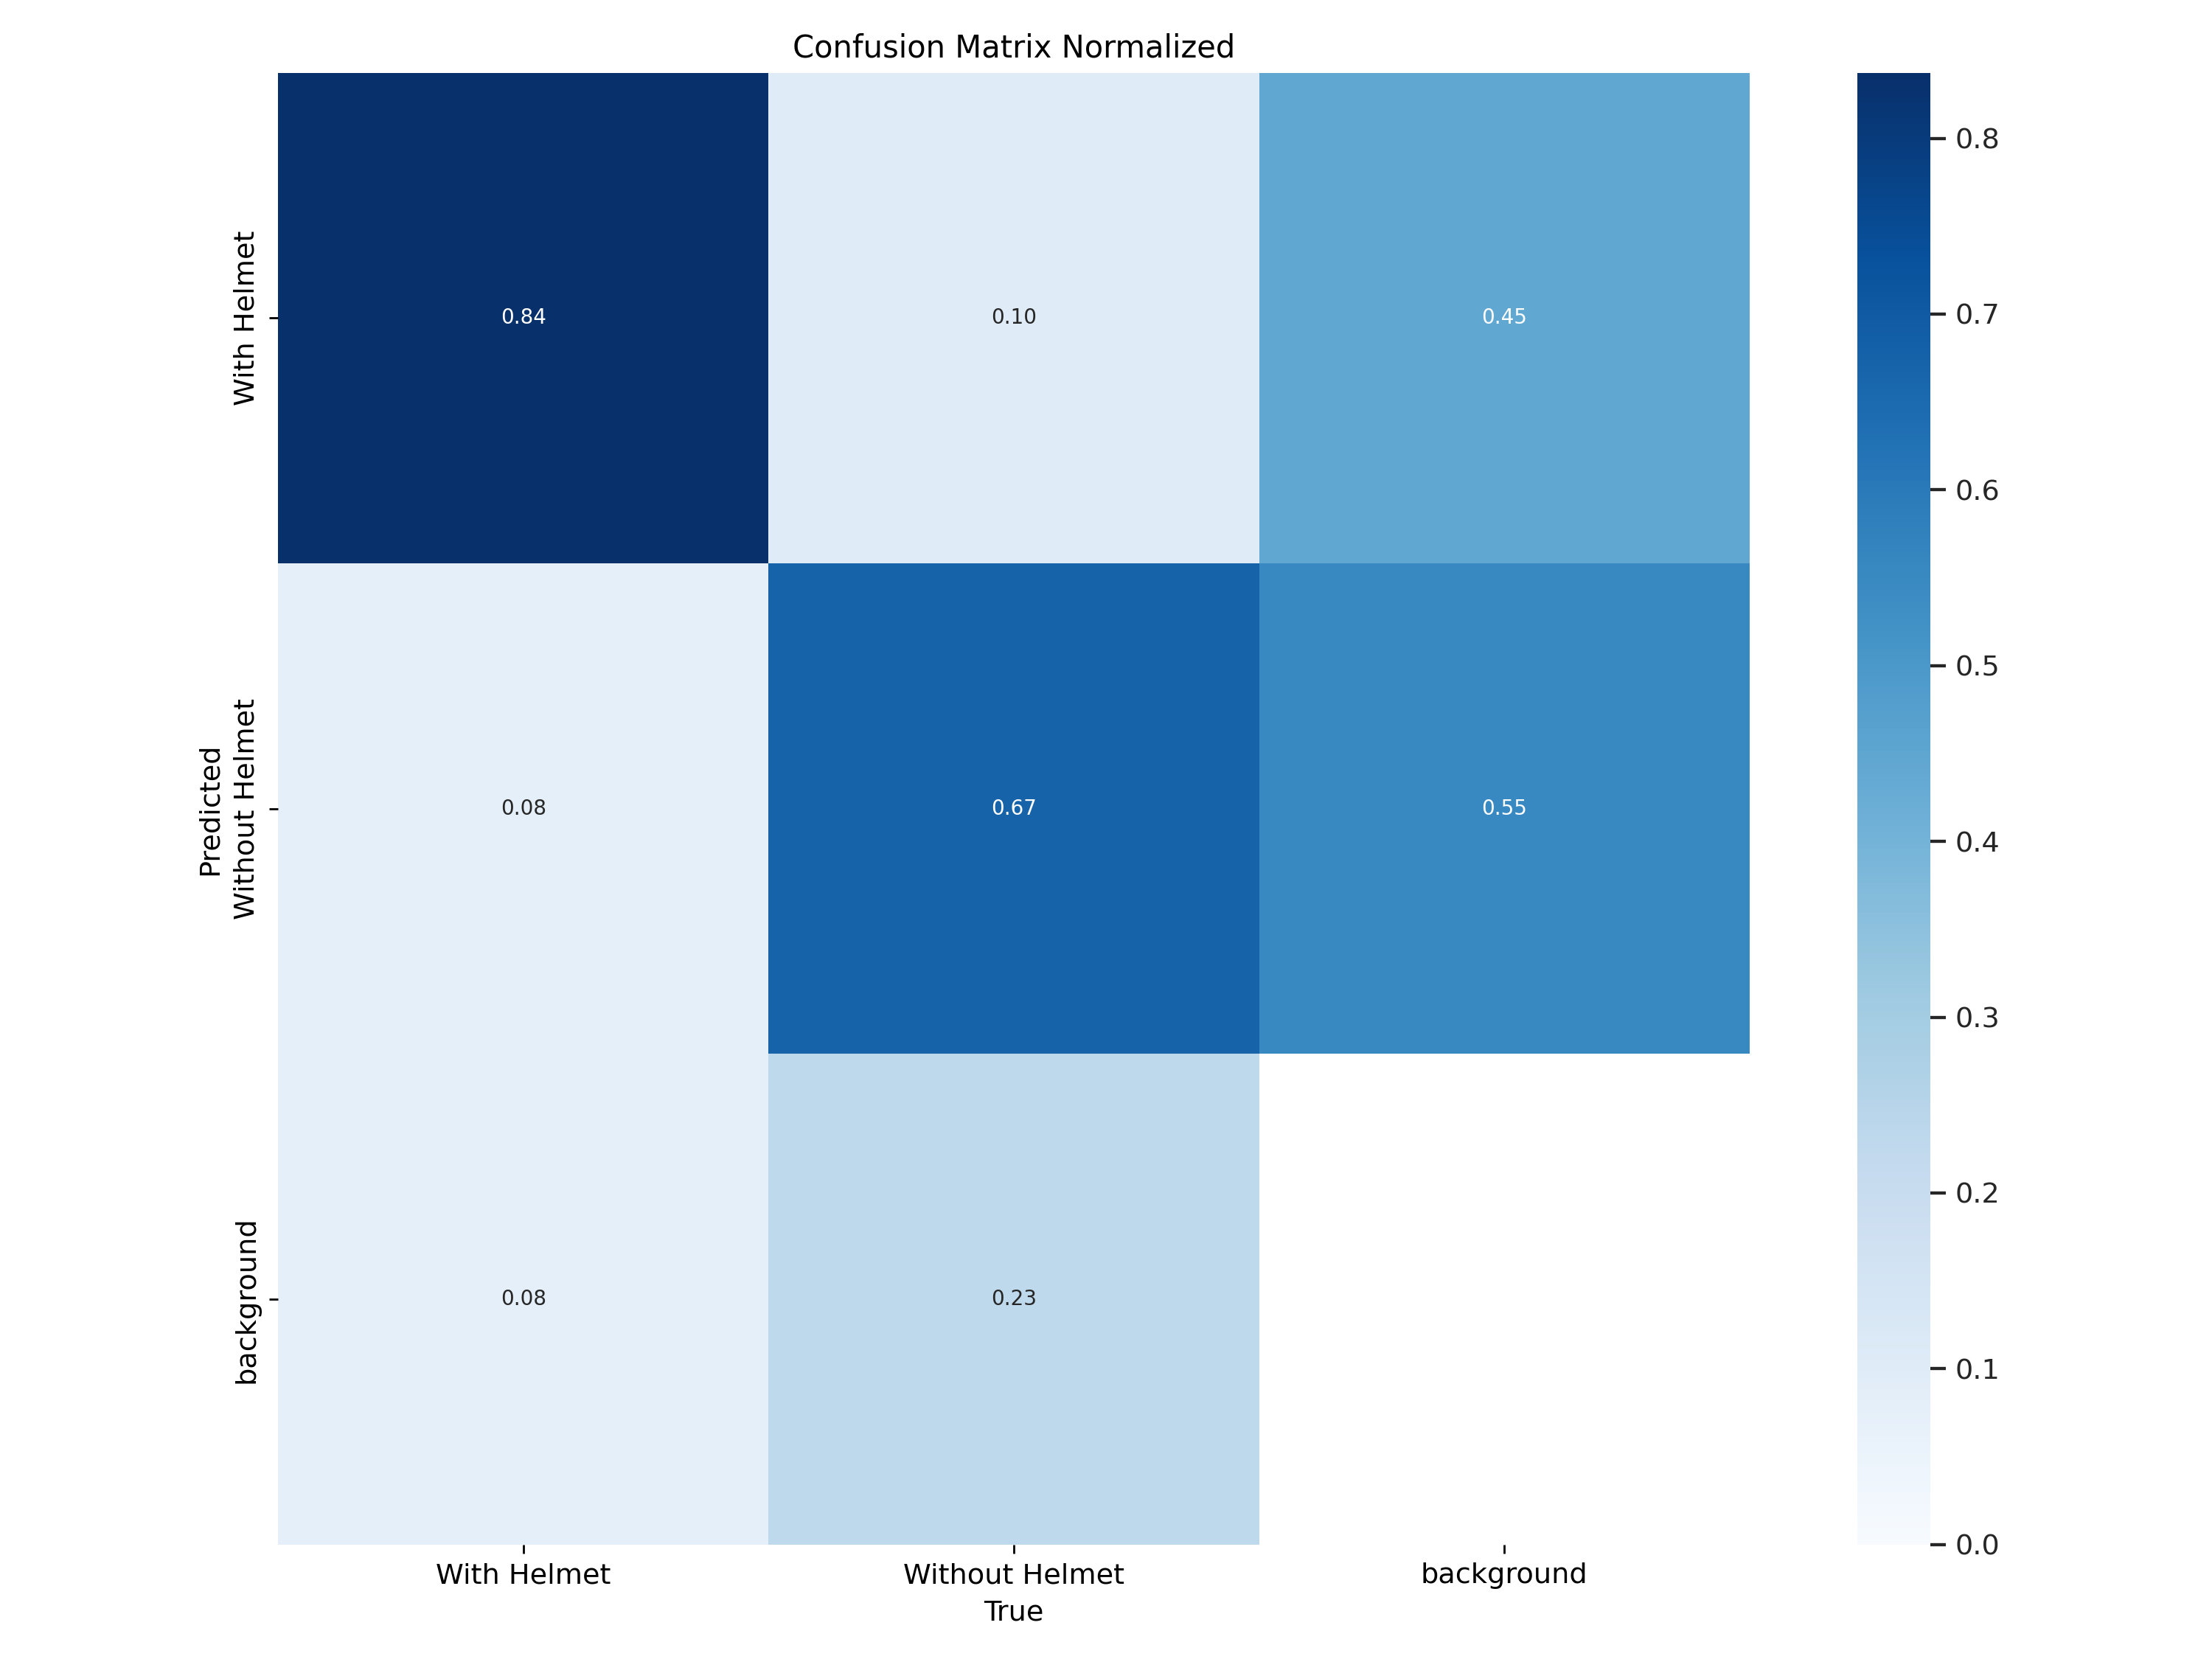 Confusion Matrix Normalized
With Helmet
0.84
0.10
0.45
Predicted
Without Helmet
0.08
0.67
0.55
background
0.08
0.23
With Helmet
Without Helmet
background
True
0.8
0.7
0.6
0.5
0.4
0.3
0.2
0.1
0.0